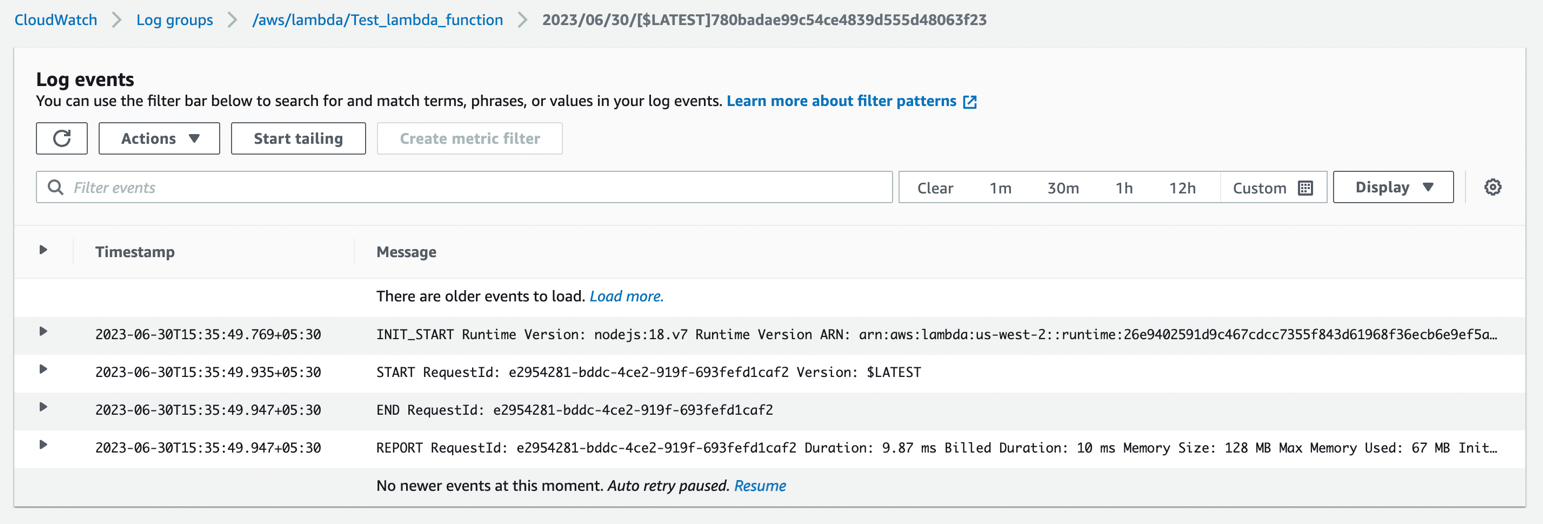 CloudWatch > Log groups > /aws/lambda/Test_lambda_function > 2023/06/30/[$LATEST]780badae99c54ce4839d555d48063f23
Log events
You can use the filter bar below to search for and match terms, phrases, or values in your log events. Learn more about filter patterns
Actions Start tailing Create metric filter
Filter events Clear 1m 30m 1h 12h Custom Display
Timestamp Message
There are older events to load. Load more.
2023-06-30T15:35:49.769+05:30 INIT_START Runtime Version: nodejs:18.v7 Runtime Version ARN: arn:aws:lambda:us-west-2::runtime:26e9402591d9c467cdcc7355f843d61968f36ecb6e9ef5a…
2023-06-30T15:35:49.935+05:30 START RequestId: e2954281-bddc-4ce2-919f-693fefd1caf2 Version: $LATEST
2023-06-30T15:35:49.947+05:30 END RequestId: e2954281-bddc-4ce2-919f-693fefd1caf2
2023-06-30T15:35:49.947+05:30 REPORT RequestId: e2954281-bddc-4ce2-919f-693fefd1caf2 Duration: 9.87 ms Billed Duration: 10 ms Memory Size: 128 MB Max Memory Used: 67 MB Init…
No newer events at this moment. Auto retry paused. Resume